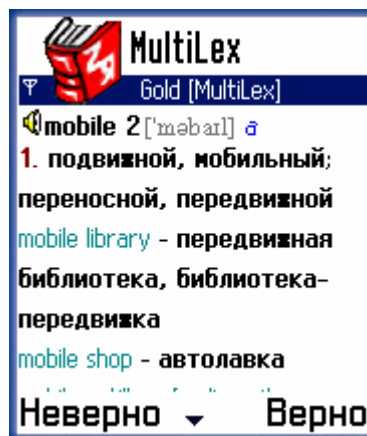 MultiLex
Gold [MultiLex]
mobile 2 ['məbaɪl] a
1. подвижной, мобильный;
переносной, передвижной
mobile library - передвижная
библиотека, библиотека-
передвижка
mobile shop - автолавка
Неверно Верно